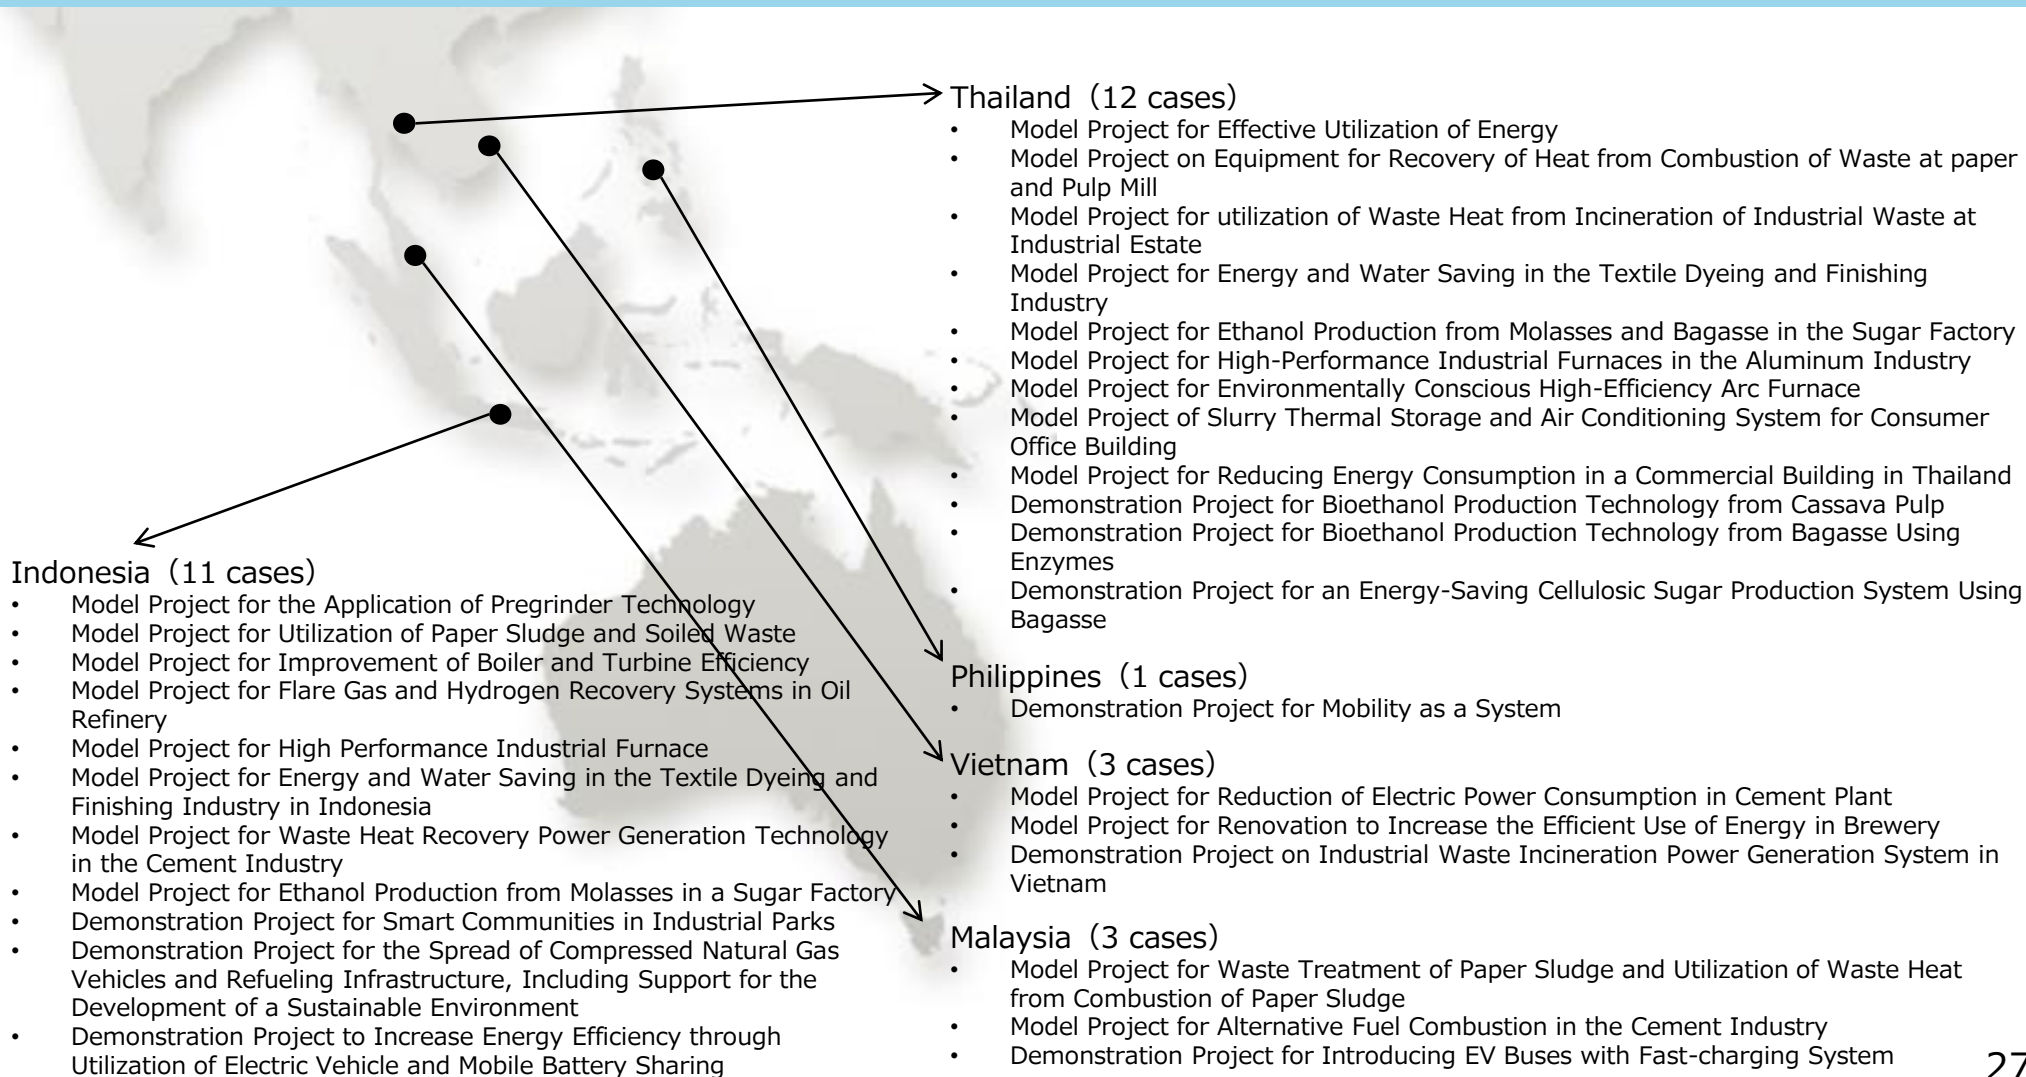 Thailand（12 cases）
• Model Project for Effective Utilization of Energy
• Model Project on Equipment for Recovery of Heat from Combustion of Waste at paper
and Pulp Mill
• Model Project for utilization of Waste Heat from Incineration of Industrial Waste at
Industrial Estate
• Model Project for Energy and Water Saving in the Textile Dyeing and Finishing
Industry
• Model Project for Ethanol Production from Molasses and Bagasse in the Sugar Factory
• Model Project for High-Performance Industrial Furnaces in the Aluminum Industry
• Model Project for Environmentally Conscious High-Efficiency Arc Furnace
• Model Project of Slurry Thermal Storage and Air Conditioning System for Consumer
Office Building
• Model Project for Reducing Energy Consumption in a Commercial Building in Thailand
• Demonstration Project for Bioethanol Production Technology from Cassava Pulp
• Demonstration Project for Bioethanol Production Technology from Bagasse Using
Enzymes
• Demonstration Project for an Energy-Saving Cellulosic Sugar Production System Using
Bagasse
Philippines（1 cases）
• Demonstration Project for Mobility as a System
Vietnam（3 cases）
• Model Project for Reduction of Electric Power Consumption in Cement Plant
• Model Project for Renovation to Increase the Efficient Use of Energy in Brewery
• Demonstration Project on Industrial Waste Incineration Power Generation System in
Vietnam
Malaysia（3 cases）
• Model Project for Waste Treatment of Paper Sludge and Utilization of Waste Heat
from Combustion of Paper Sludge
• Model Project for Alternative Fuel Combustion in the Cement Industry
• Demonstration Project for Introducing EV Buses with Fast-charging System
Indonesia（11 cases）
• Model Project for the Application of Pregrinder Technology
• Model Project for Utilization of Paper Sludge and Soiled Waste
• Model Project for Improvement of Boiler and Turbine Efficiency
• Model Project for Flare Gas and Hydrogen Recovery Systems in Oil
Refinery
• Model Project for High Performance Industrial Furnace
• Model Project for Energy and Water Saving in the Textile Dyeing and
Finishing Industry in Indonesia
• Model Project for Waste Heat Recovery Power Generation Technology
in the Cement Industry
• Model Project for Ethanol Production from Molasses in a Sugar Factory
• Demonstration Project for Smart Communities in Industrial Parks
• Demonstration Project for the Spread of Compressed Natural Gas
Vehicles and Refueling Infrastructure, Including Support for the
Development of a Sustainable Environment
• Demonstration Project to Increase Energy Efficiency through
Utilization of Electric Vehicle and Mobile Battery Sharing
27